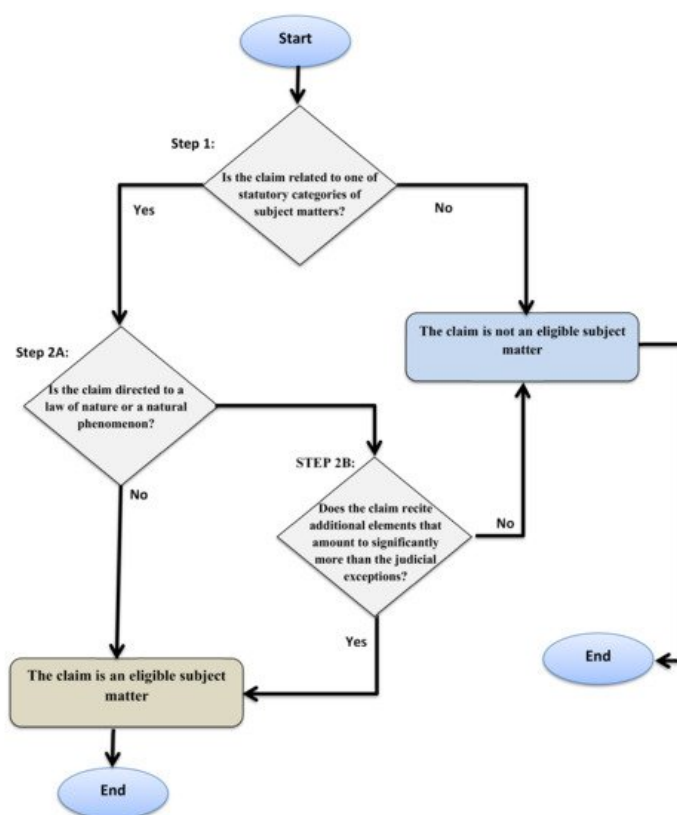 Start
Step 1:
Is the claim related to one of
statutory categories of
subject matters?
Yes
No
The claim is not an eligible subject
matter
Step 2A:
Is the claim directed to a
law of nature or a natural
phenomenon?
STEP 2B:
No
Does the claim recite
additional elements that
amount to significantly
more than the judicial
exceptions?
No
Yes
The claim is an eligible subject
matter
End
End